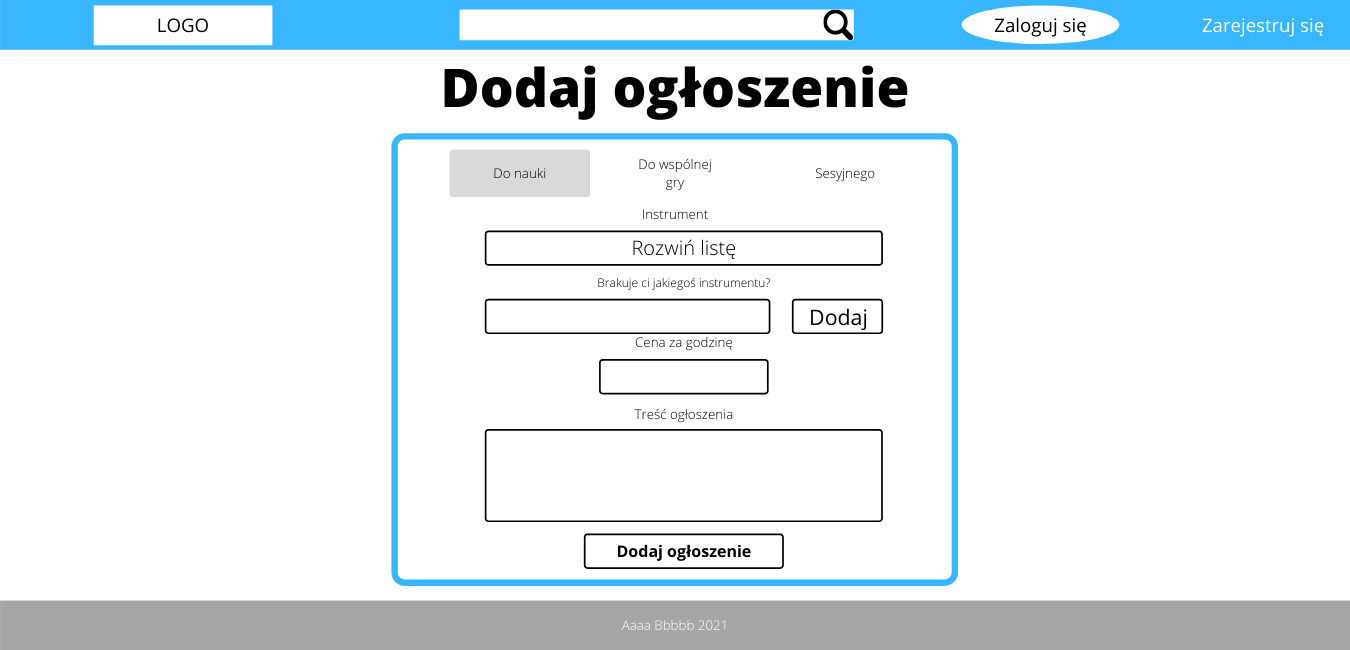 LOGO
Zaloguj się
Zarejestruj się
Dodaj ogłoszenie
Do nauki
Do wspólnej
gry
Sesyjnego
Instrument
Rozwiń listę
Brakuje ci jakiegoś instrumentu?
Dodaj
Cena za godzinę
Treść ogłoszenia
Dodaj ogłoszenie
Aaaa Bbbbb 2021